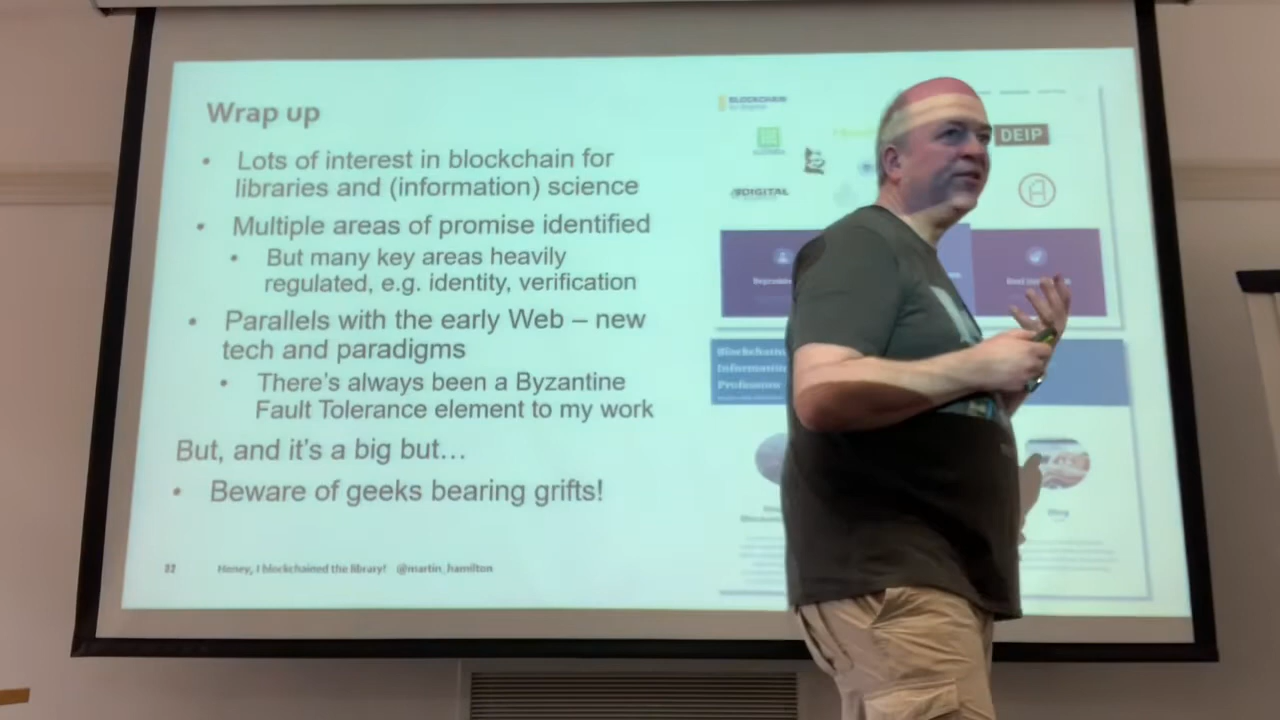 Wrap up
• Lots of interest in blockchain for
libraries and (information) science
• Multiple areas of promise identified
• But many key areas heavily
regulated, e.g. identity, verification
• Parallels with the early Web – new
tech and paradigms
• There's always been a Byzantine
Fault Tolerance element to my work
But, and it's a big but…
• Beware of geeks bearing grifts!
32 Honey, I blockchained the library! @martin_hamilton
BLOCKCHAIN
DEIP
DIGITAL
Blockchain